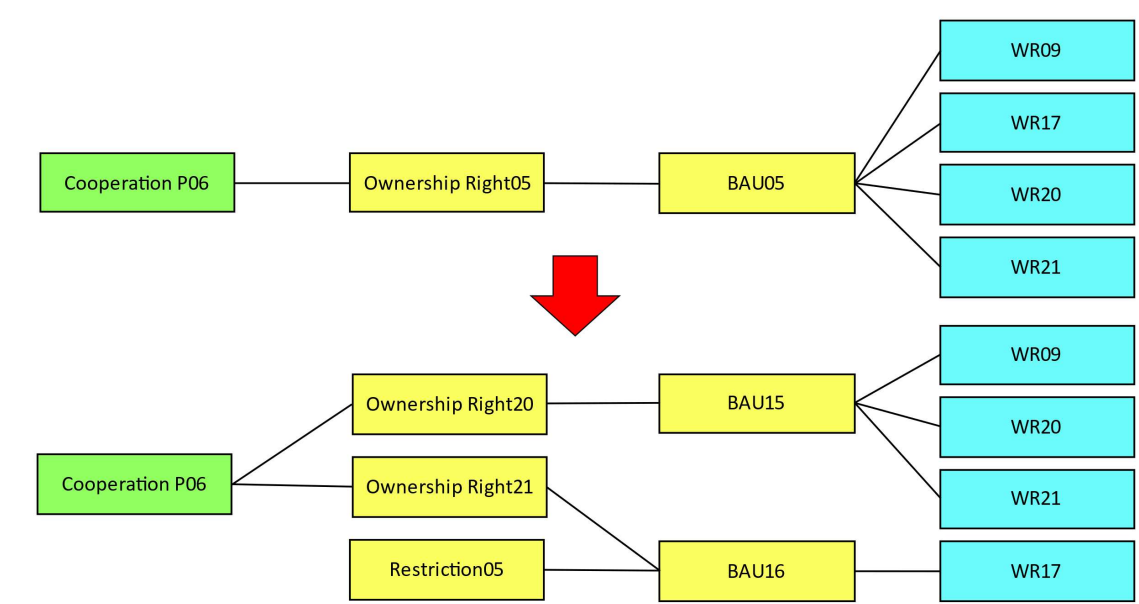 WR09
WR17
Cooperation P06
Ownership Right05
BAU05
WR20
WR21
WR09
Ownership Right20
BAU15
WR20
Cooperation P06
Ownership Right21
WR21
Restriction05
BAU16
WR17